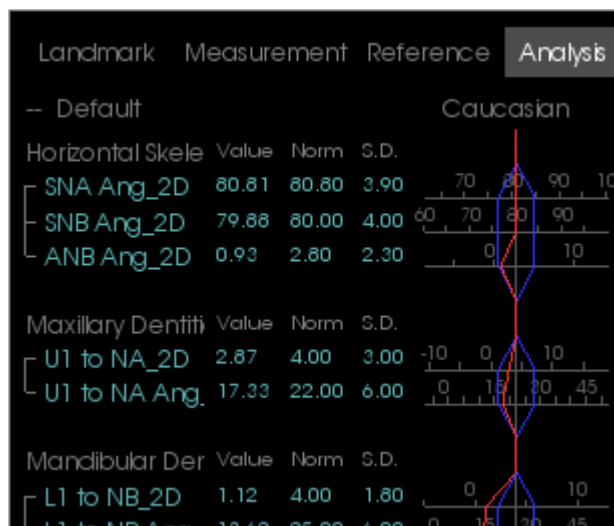 Landmark Measurement Reference Analysis
-- Default Caucasian
Horizontal Skele Value Norm S.D.
SNA Ang_2D 80.81 80.80 3.90 70 80 90 10
SNB Ang_2D 79.88 80.00 4.00 60 70 80 90
ANB Ang_2D 0.93 2.80 2.30 0 10
Maxillary Dentiti Value Norm S.D.
U1 to NA_2D 2.87 4.00 3.00 -10 0 10
U1 to NA Ang_ 17.33 22.00 6.00 0 15 30 45
Mandibular Der Value Norm S.D.
L1 to NB_2D 1.12 4.00 1.80 0 10